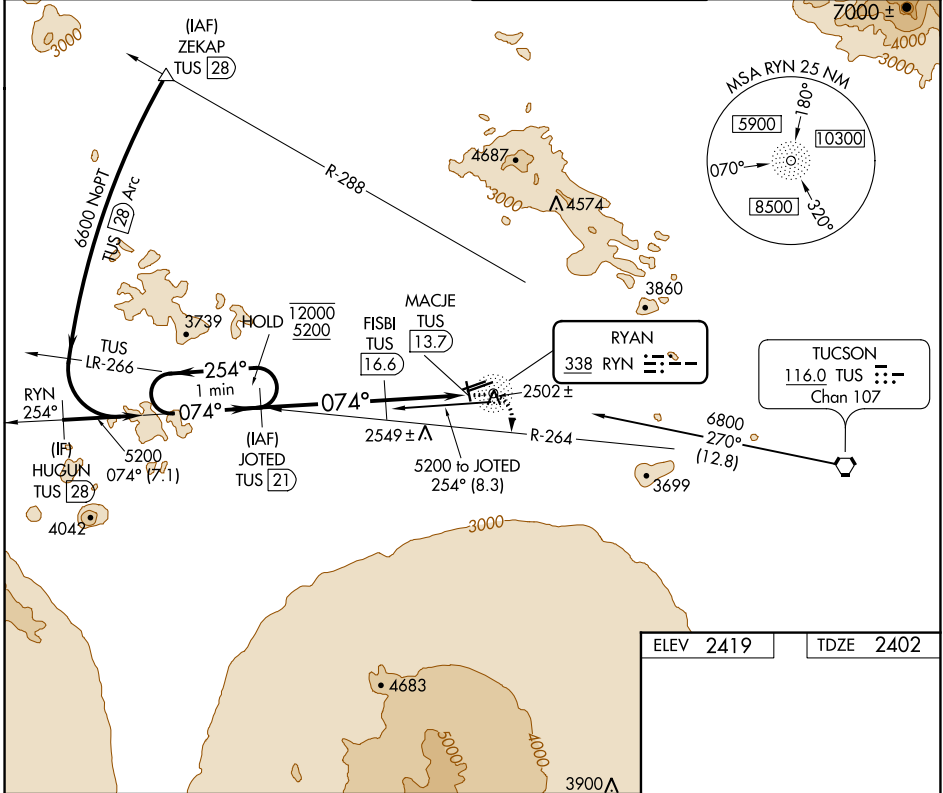 7000 ±
3000
(IAF)
ZEKAP
TUS 28
4000
3000
MSA RYN 25 NM
180°
5900
10300
070°
8500
320°
R-288
4687
3000
4574
6600 NoPT
TUS 28 Arc
3739
HOLD
12000
5200
FISBI
TUS
16.6
MACJE
TUS
13.7
3860
RYAN
338 RYN
TUCSON
116.0 TUS
Chan 107
TUS
LR-266
254°
1 min
074°
074°
RYN
254°
2502 ±
(IF)
HUGUN
TUS 28
5200
074° (7.1)
(IAF)
JOTED
TUS 21
2549 ±
R-264
5200 to JOTED
254° (8.3)
6800
270°
(12.8)
3699
4042
3000
ELEV 2419
TDZE 2402
4683
5000
4000
3900